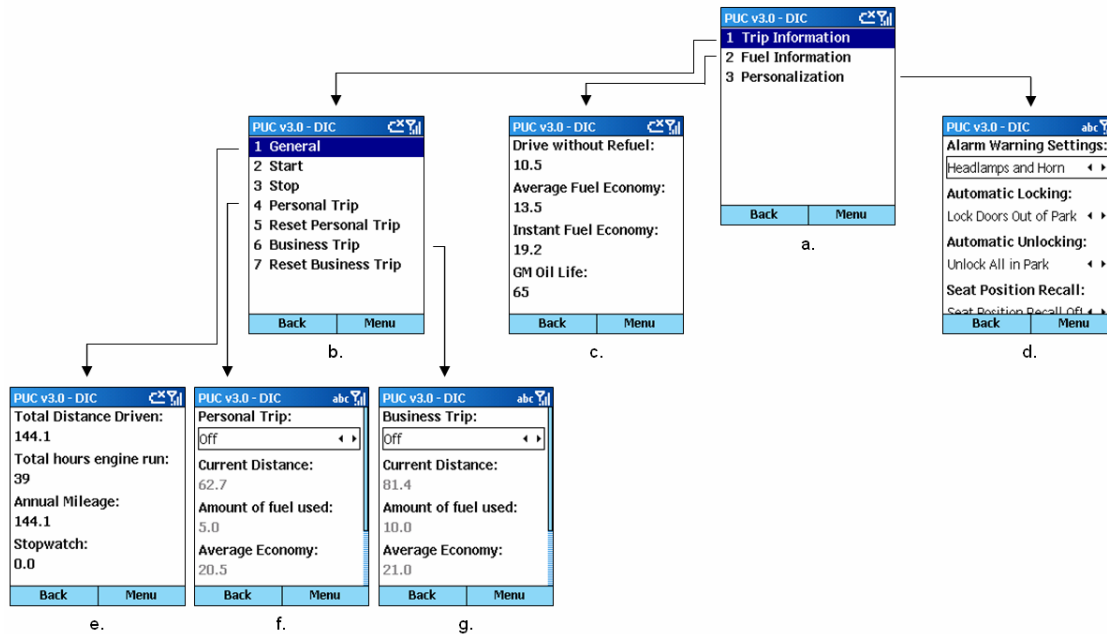 PUC v3.0 - DIC
1 Trip Information
2 Fuel Information
3 Personalization
Back Menu
a.
PUC v3.0 - DIC
1 General
2 Start
3 Stop
4 Personal Trip
5 Reset Personal Trip
6 Business Trip
7 Reset Business Trip
Back Menu
b.
PUC v3.0 - DIC
Drive without Refuel:
10.5
Average Fuel Economy:
13.5
Instant Fuel Economy:
19.2
GM Oil Life:
65
Back Menu
c.
PUC v3.0 - DIC abc
Alarm Warning Settings:
Headlamps and Horn
Automatic Locking:
Lock Doors Out of Park
Automatic Unlocking:
Unlock All in Park
Seat Position Recall:
Seat Position Recall Off
Back Menu
d.
PUC v3.0 - DIC
Total Distance Driven:
144.1
Total hours engine run:
39
Annual Mileage:
144.1
Stopwatch:
0.0
Back Menu
e.
PUC v3.0 - DIC abc
Personal Trip:
Off
Current Distance:
62.7
Amount of fuel used:
5.0
Average Economy:
20.5
Back Menu
f.
PUC v3.0 - DIC abc
Business Trip:
Off
Current Distance:
81.4
Amount of fuel used:
10.0
Average Economy:
21.0
Back Menu
g.